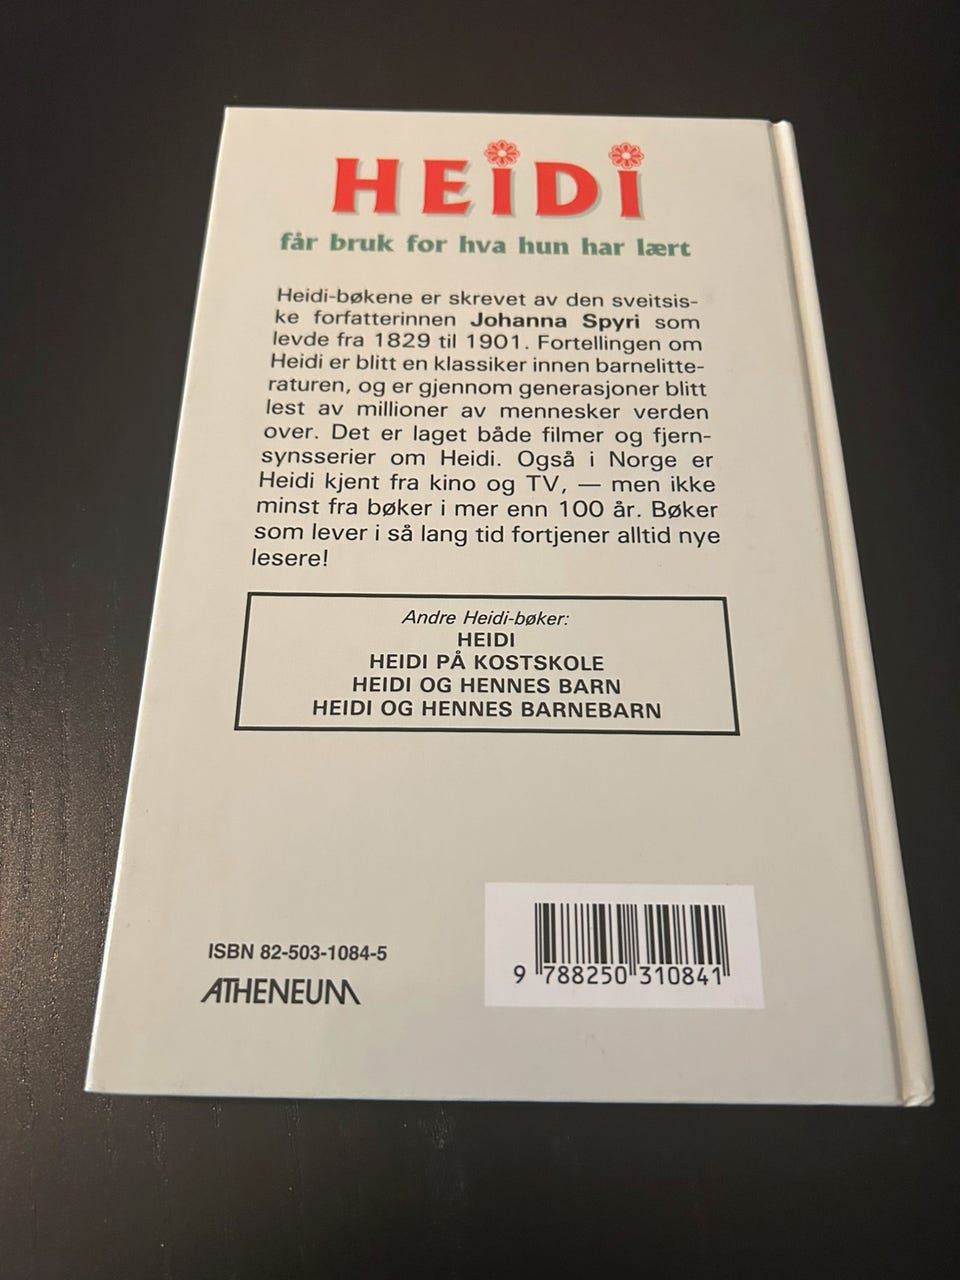 HEIDI
får bruk for hva hun har lært
Heidi-bøkene er skrevet av den sveitsis-
ke forfatterinnen Johanna Spyri som
levde fra 1829 til 1901. Fortellingen om
Heidi er blitt en klassiker innen barnelitte-
raturen, og er gjennom generasjoner blitt
lest av millioner av mennesker verden
over. Det er laget både filmer og fjern-
synsserier om Heidi. Også i Norge er
Heidi kjent fra kino og TV, — men ikke
minst fra bøker i mer enn 100 år. Bøker
som lever i så lang tid fortjener alltid nye
lesere!
Andre Heidi-bøker:
HEIDI
HEIDI PÅ KOSTSKOLE
HEIDI OG HENNES BARN
HEIDI OG HENNES BARNEBARN
ISBN 82-503-1084-5
ATHENEUM
9 788250 310841